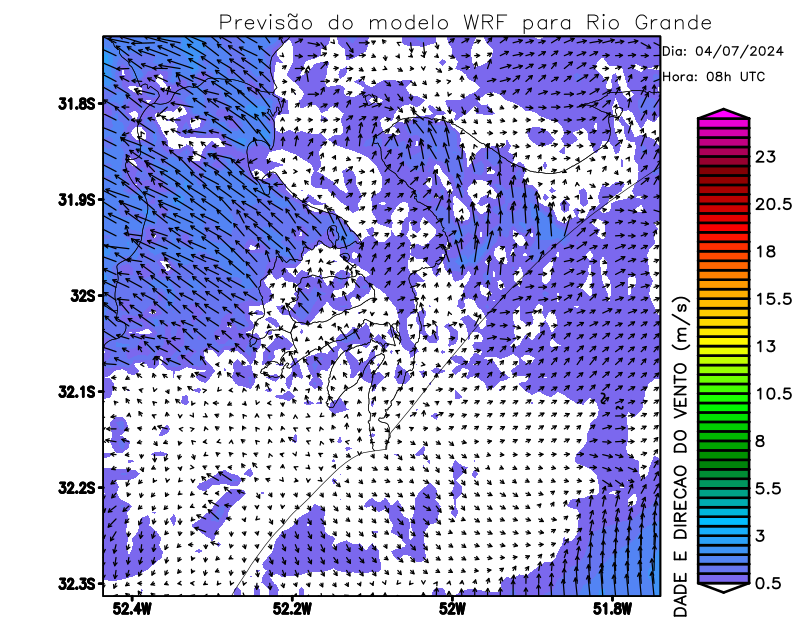 Previsão do modelo WRF para Rio Grande
Dia: 04/07/2024
Hora: 08h UTC
31.8S
31.9S
32S
32.1S
32.2S
32.3S
52.4W
52.2W
52W
51.8W
DADE E DIRECAO DO VENTO (m/s)
23
20.5
18
15.5
13
10.5
8
5.5
3
0.5